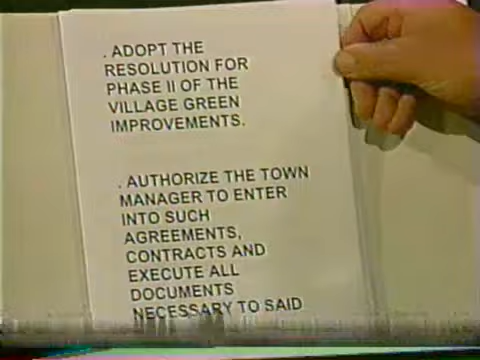 . ADOPT THE
RESOLUTION FOR
PHASE II OF THE
VILLAGE GREEN
IMPROVEMENTS.
. AUTHORIZE THE TOWN
MANAGER TO ENTER
INTO SUCH
AGREEMENTS,
CONTRACTS AND
EXECUTE ALL
DOCUMENTS
NECESSARY TO SAID